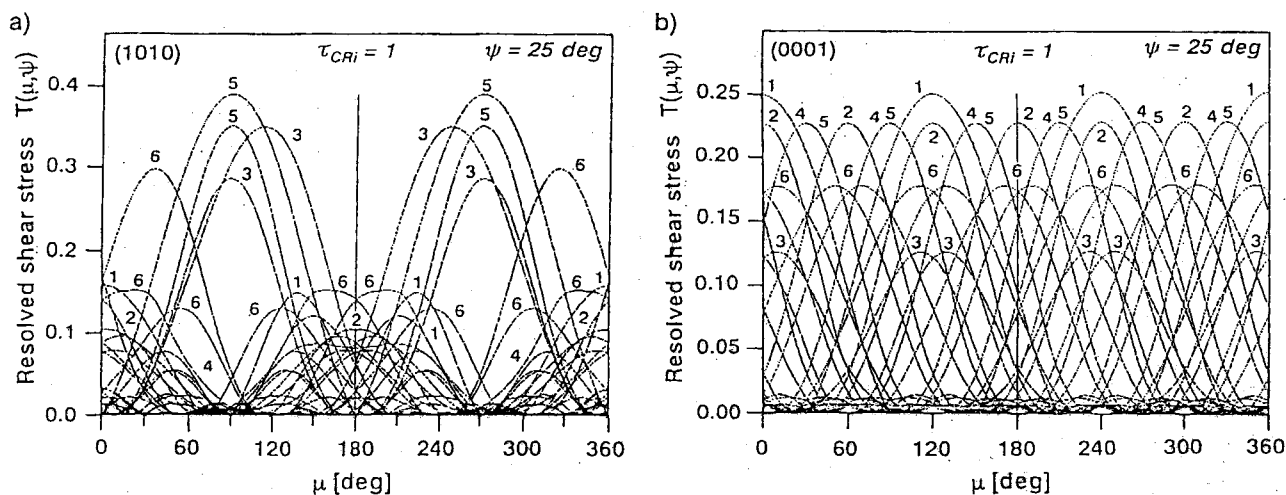 a)
(1010) τCRi = 1 ψ = 25 deg
Resolved shear stress T(μ,ψ)
0.4
0.3
0.2
0.1
0.0
5
5
3
3
6
1
6
2
6
4
6
1
6
2
6
1
1
6
5
5
3
3
6
6
6
4
2
1
0 60 120 180 240 300 360
μ [deg]
b)
(0001) τCRi = 1 ψ = 25 deg
Resolved shear stress T(μ,ψ)
0.25
0.20
0.15
0.10
0.05
0.00
1 1 1 1
2 4 5 2 4 5 2 4 5 2 4 5 2 4 5 2 4 5
2 2
6 6 6 6 6 6 6
3 3 3 3 3 3
0 60 120 180 240 300 360
μ [deg]